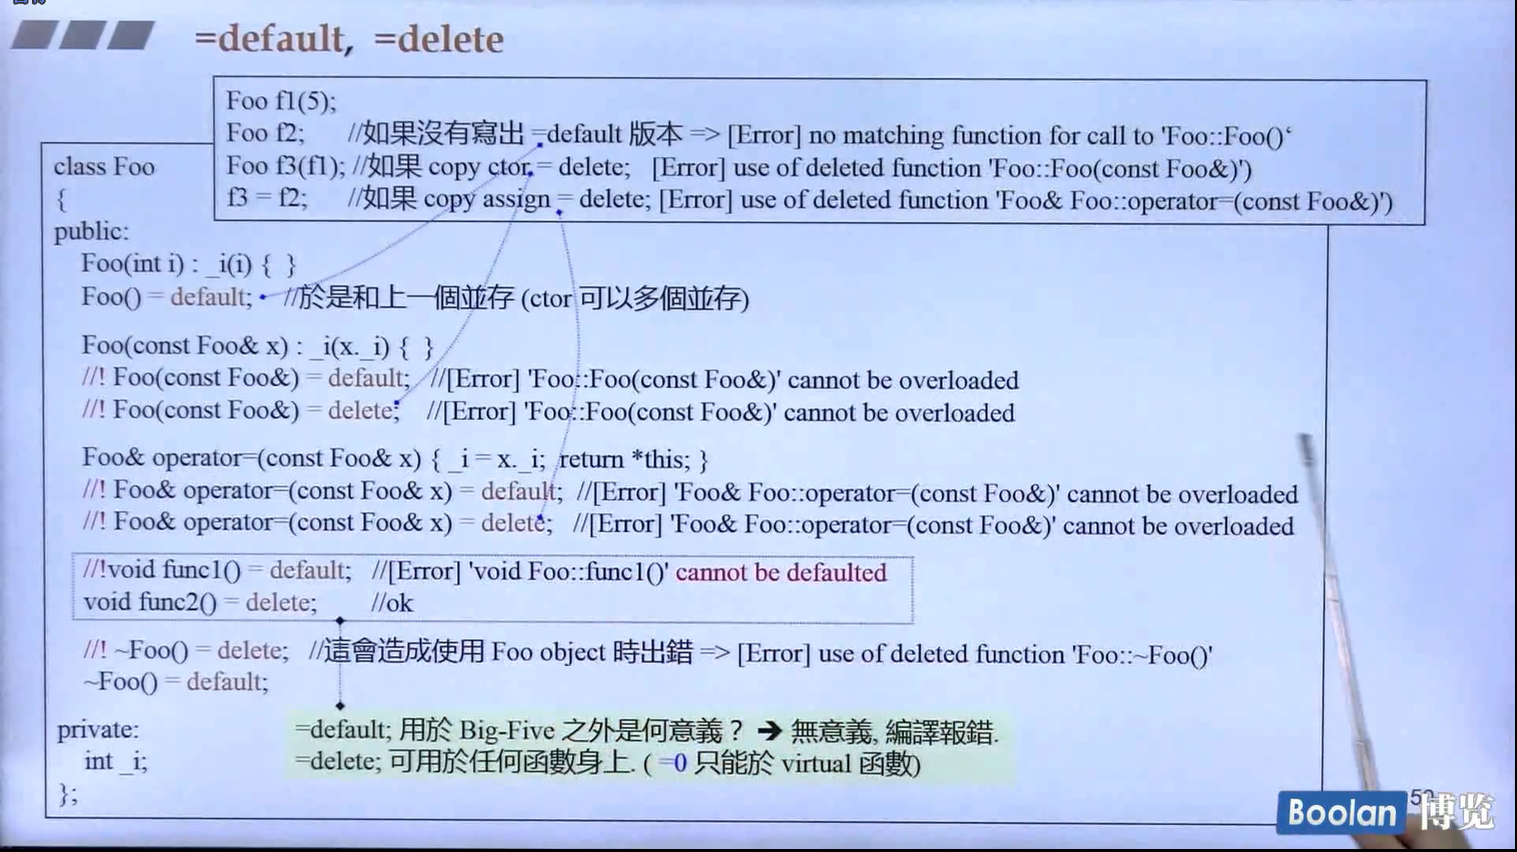 =default, =delete
Foo f1(5);
Foo f2; //如果沒有寫出 =default 版本 => [Error] no matching function for call to 'Foo::Foo()‘
Foo f3(f1); //如果 copy ctor = delete; [Error] use of deleted function 'Foo::Foo(const Foo&)')
f3 = f2; //如果 copy assign = delete; [Error] use of deleted function 'Foo& Foo::operator=(const Foo&)')
class Foo
{
public:
Foo(int i) : _i(i) { }
Foo() = default; //於是和上一個並存 (ctor 可以多個並存)
Foo(const Foo& x) : _i(x._i) { }
//! Foo(const Foo&) = default; //[Error] 'Foo::Foo(const Foo&)' cannot be overloaded
//! Foo(const Foo&) = delete; //[Error] 'Foo::Foo(const Foo&)' cannot be overloaded
Foo& operator=(const Foo& x) { _i = x._i; return *this; }
//! Foo& operator=(const Foo& x) = default; //[Error] 'Foo& Foo::operator=(const Foo&)' cannot be overloaded
//! Foo& operator=(const Foo& x) = delete; //[Error] 'Foo& Foo::operator=(const Foo&)' cannot be overloaded
//!void func1() = default; //[Error] 'void Foo::func1()' cannot be defaulted
void func2() = delete; //ok
//! ~Foo() = delete; //這會造成使用 Foo object 時出錯 => [Error] use of deleted function 'Foo::~Foo()'
~Foo() = default;
private:
int _i;
};
=default; 用於 Big-Five 之外是何意義？ ➔ 無意義, 編譯報錯.
=delete; 可用於任何函數身上. ( =0 只能於 virtual 函數)
Boolan 博览